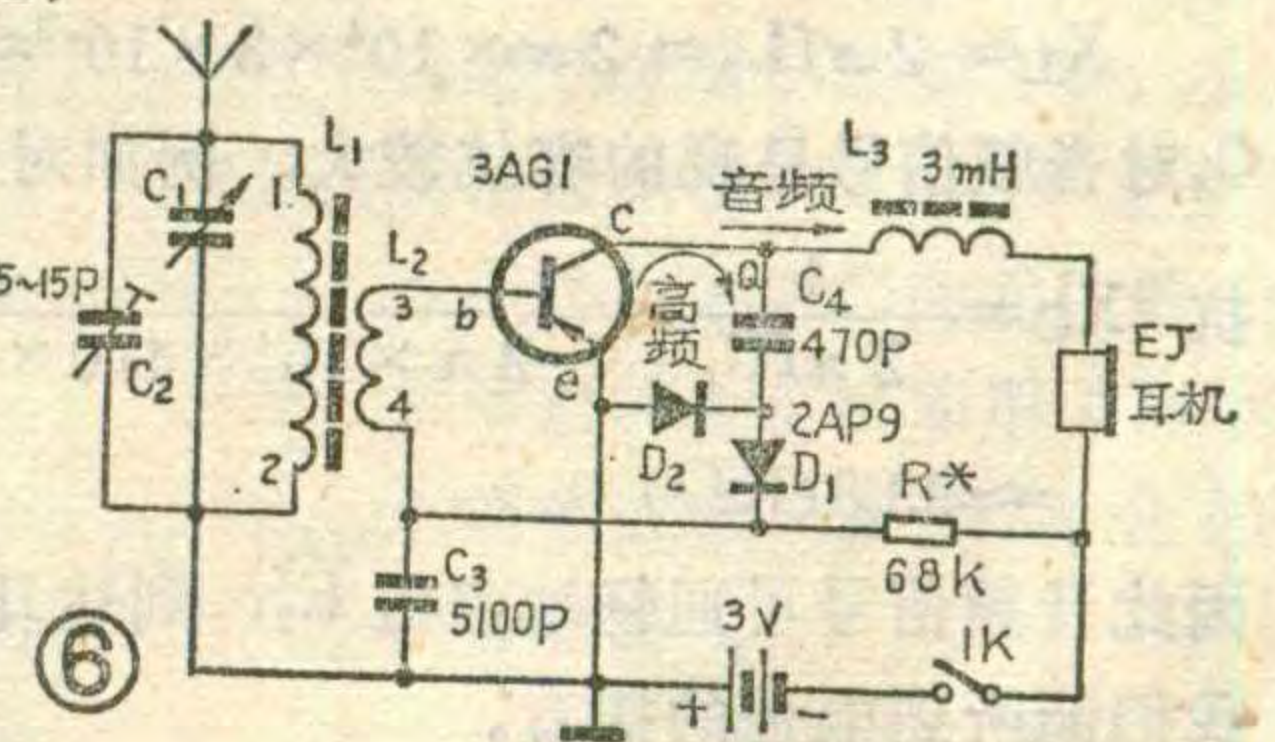 L₁
3AG1
L₃
3mH
音频
C₁
1
c
L₂
3
b
Q
C₄
高频
470P
EJ
耳机
5~15P
C₂
e
4
2AP9
2
D₂
D₁
R*
68K
C₃
5100P
3V
1K
+
-
⑥